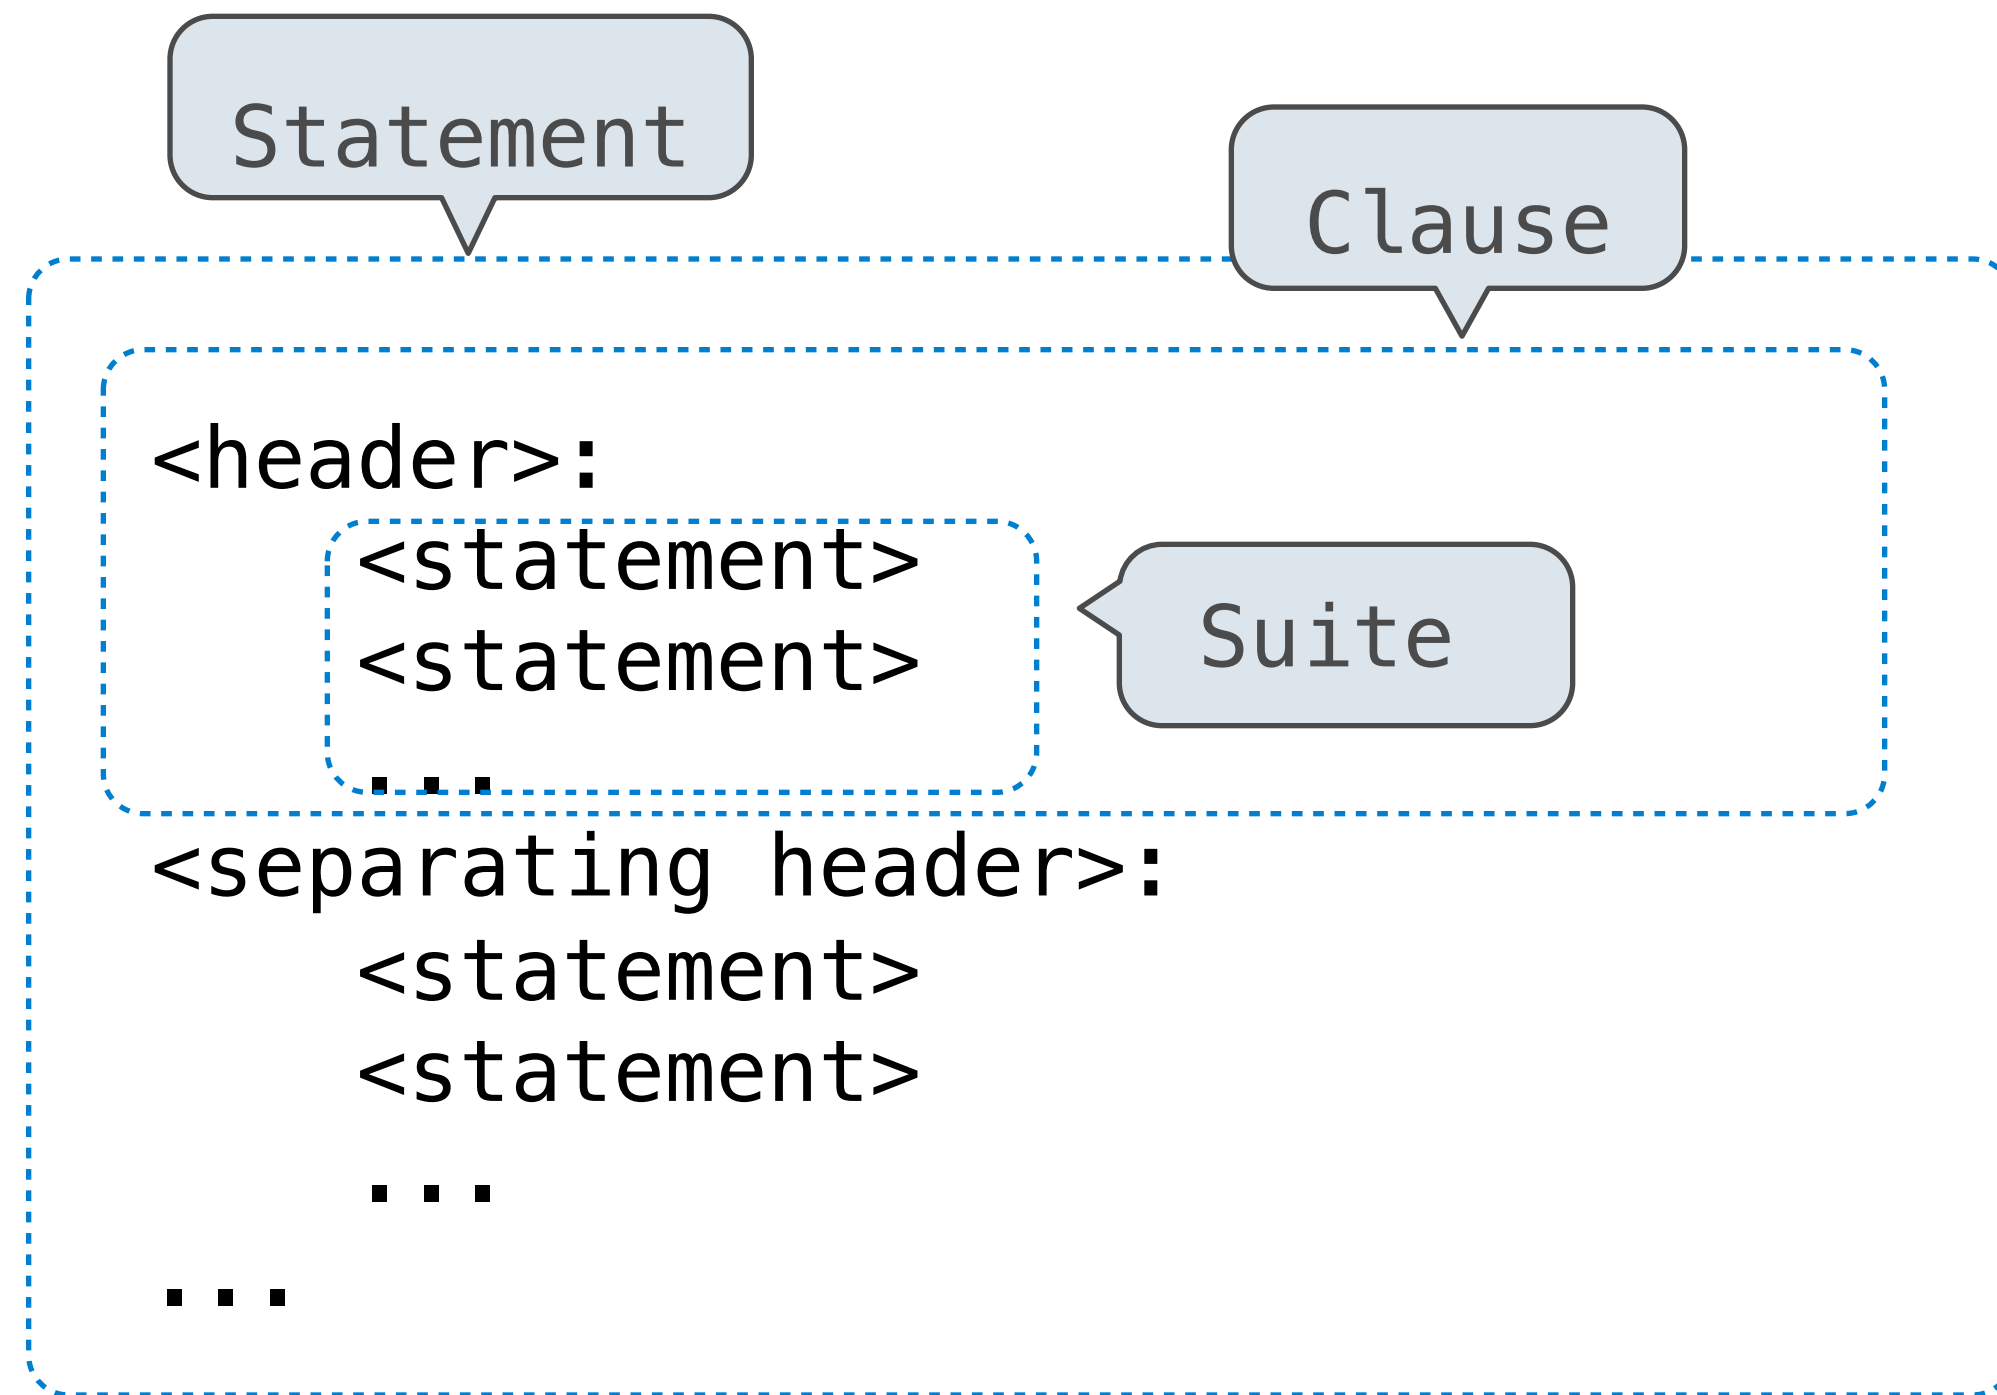 Statement
Clause
<header>:
<statement>
<statement>
Suite
...
<separating header>:
<statement>
<statement>
...
...